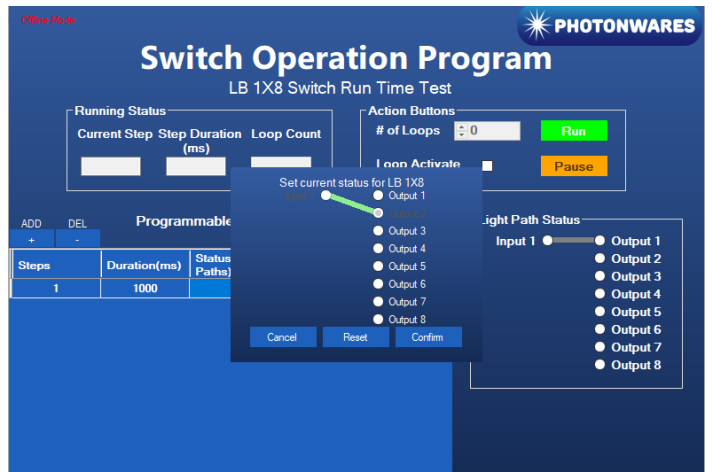 Offline Mode
PHOTONWARES
Switch Operation Program
LB 1X8 Switch Run Time Test
Running Status
Current Step
Step Duration
(ms)
Loop Count
Action Buttons
# of Loops
0
Run
Loop Activate
Pause
ADD
DEL
+
-
Programmable
Steps
Duration(ms)
Status
Paths)
1
1000
Set current status for LB 1X8
Input 1
Output 1
Output 2
Output 3
Output 4
Output 5
Output 6
Output 7
Output 8
Cancel
Reset
Confirm
Light Path Status
Input 1
Output 1
Output 2
Output 3
Output 4
Output 5
Output 6
Output 7
Output 8